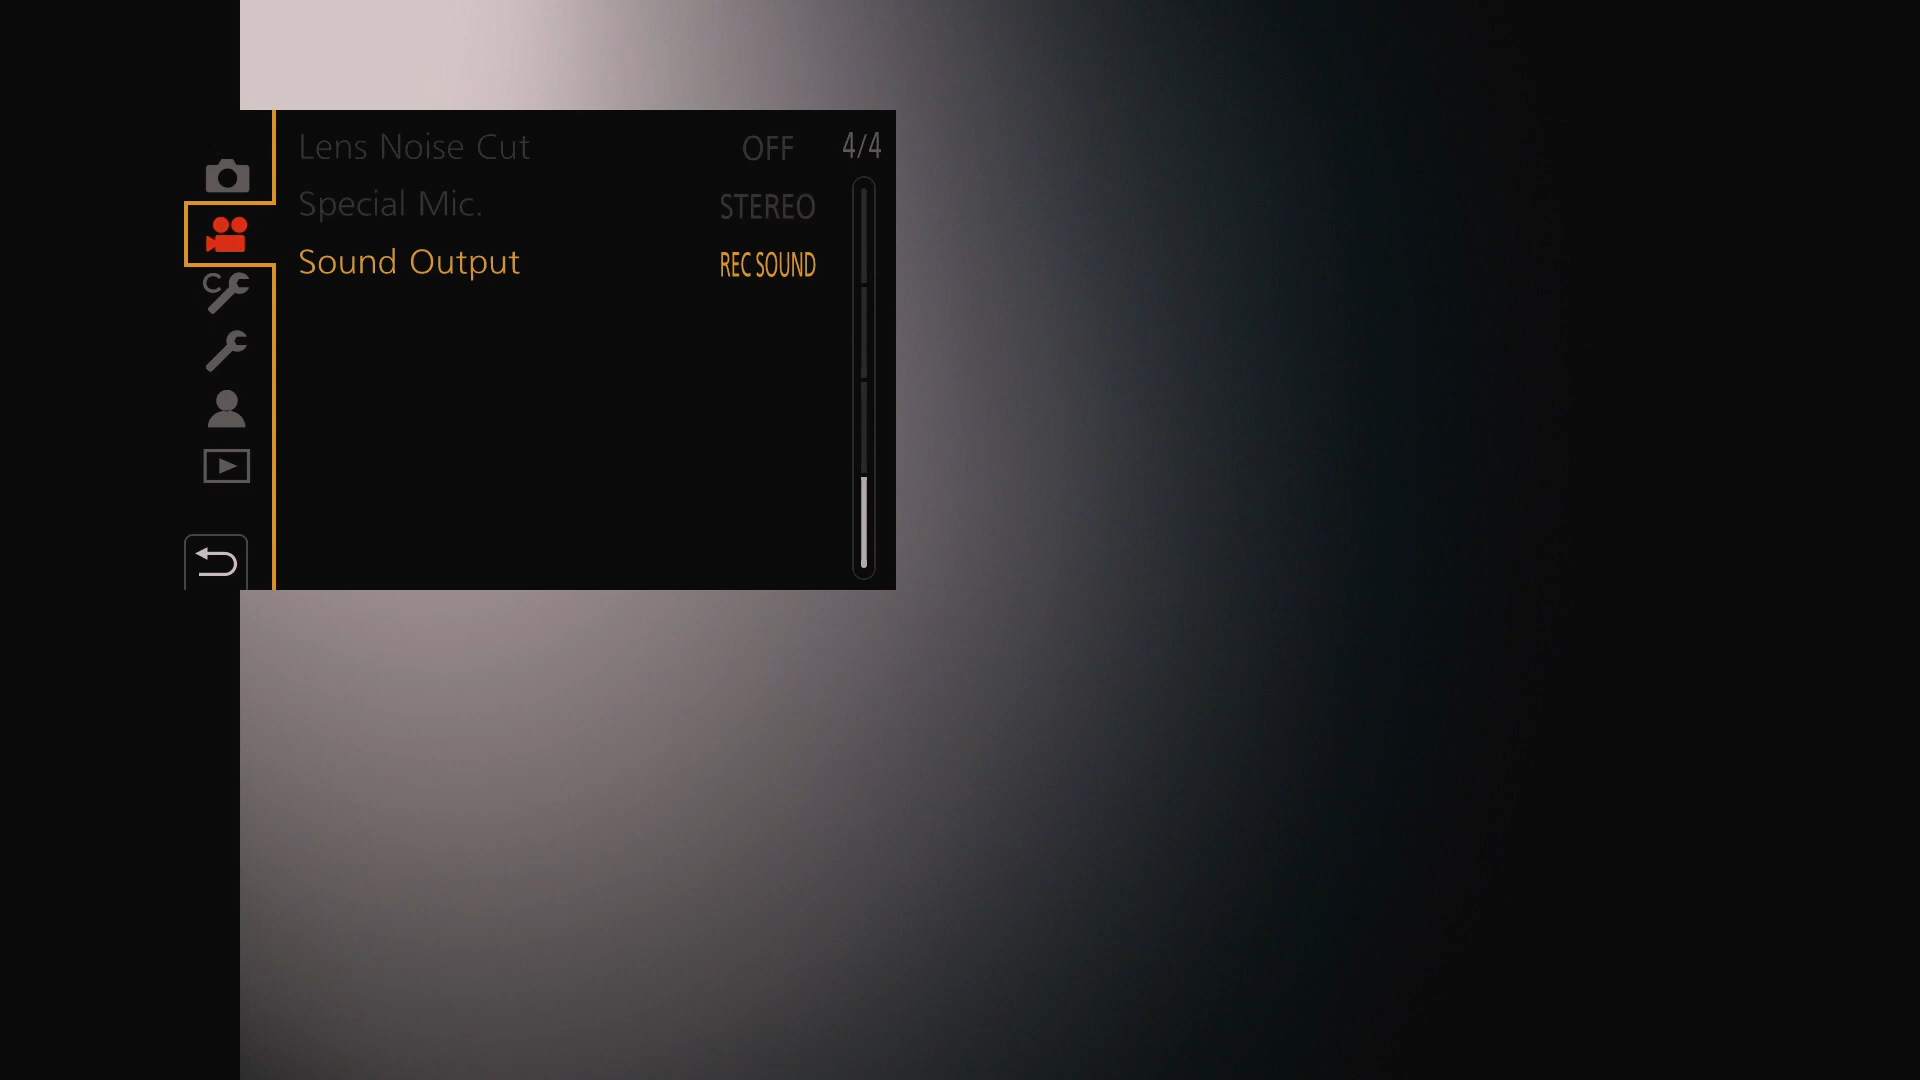 Lens Noise Cut OFF 4/4
Special Mic. STEREO
Sound Output REC SOUND
C